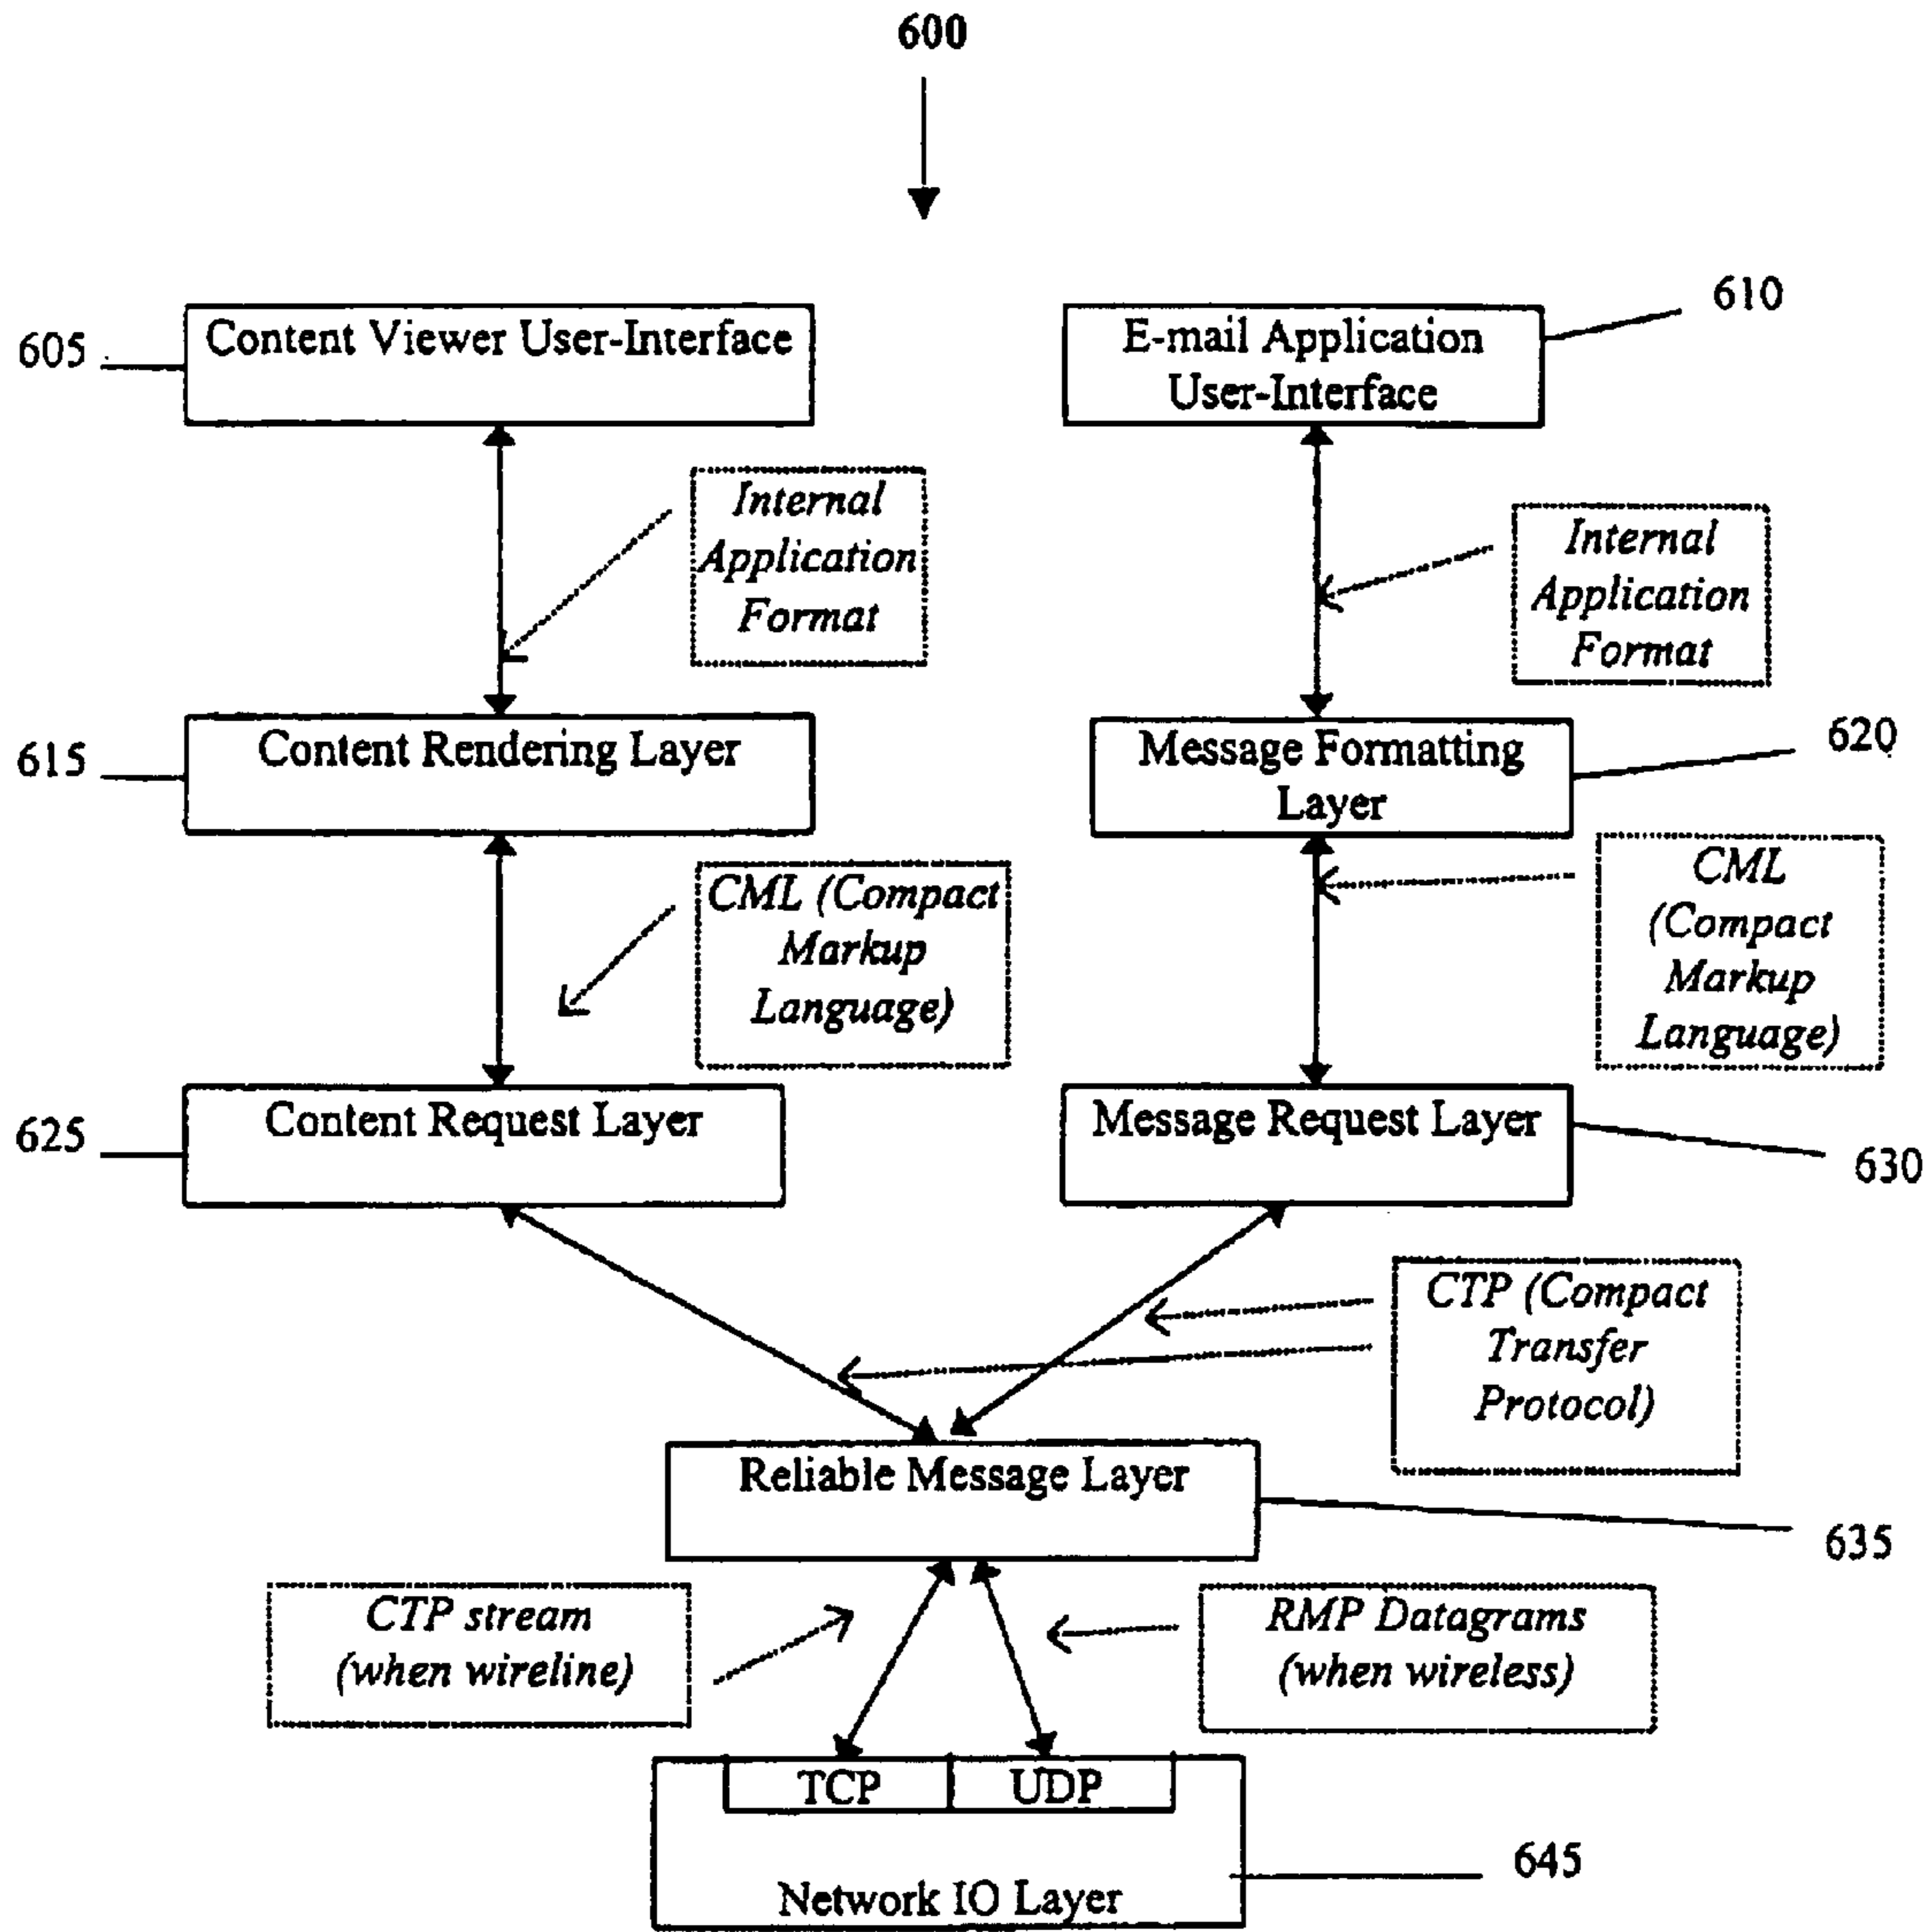 600
610
Content Viewer User-Interface
605
E-mail Application
User-Interface
Internal
Application
Format
Internal
Application
Format
615
Content Rendering Layer
Message Formatting
Layer
620
CML (Compact
Markup
Language)
CML
(Compact
Markup
Language)
625
Content Request Layer
Message Request Layer
630
CTP (Compact
Transfer
Protocol)
Reliable Message Layer
635
CTP stream
(when wireline)
RMP Datagrams
(when wireless)
TCP
UDP
Network IO Layer
645